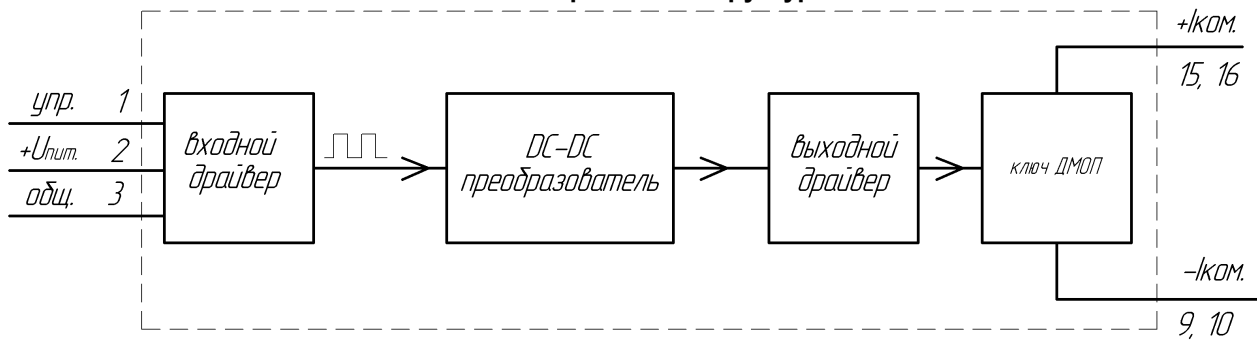 +Iком.
15, 16
упр. 1
+Uпит. 2
общ. 3
входной
драйвер
DC-DC
преобразователь
выходной
драйвер
ключ ДМОП
-Iком.
9, 10